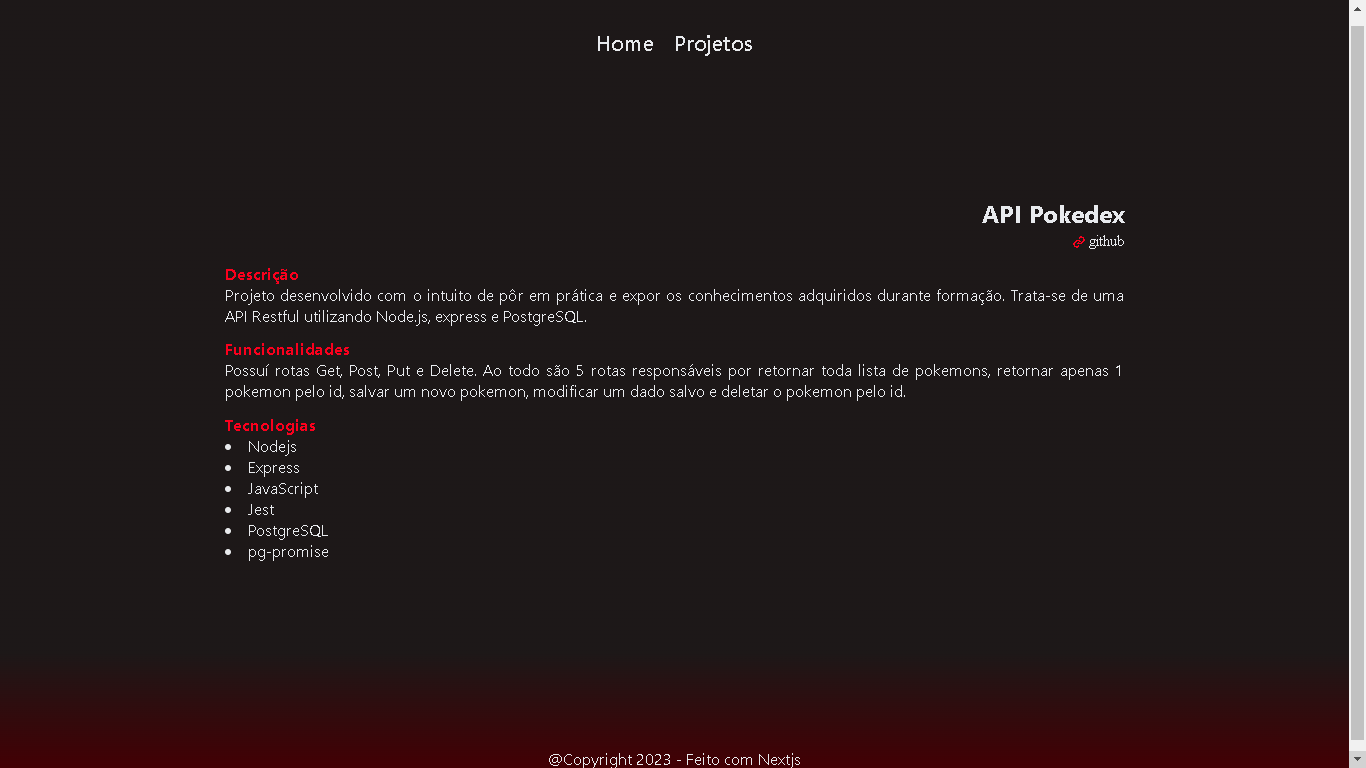 Home Projetos
API Pokedex
github
Descrição
Projeto desenvolvido com o intuito de pôr em prática e expor os conhecimentos adquiridos durante formação. Trata-se de uma
API Restful utilizando Node.js, express e PostgreSQL.
Funcionalidades
Possuí rotas Get, Post, Put e Delete. Ao todo são 5 rotas responsáveis por retornar toda lista de pokemons, retornar apenas 1
pokemon pelo id, salvar um novo pokemon, modificar um dado salvo e deletar o pokemon pelo id.
Tecnologias
• Nodejs
• Express
• JavaScript
• Jest
• PostgreSQL
• pg-promise
@Copyright 2023 - Feito com Nextjs